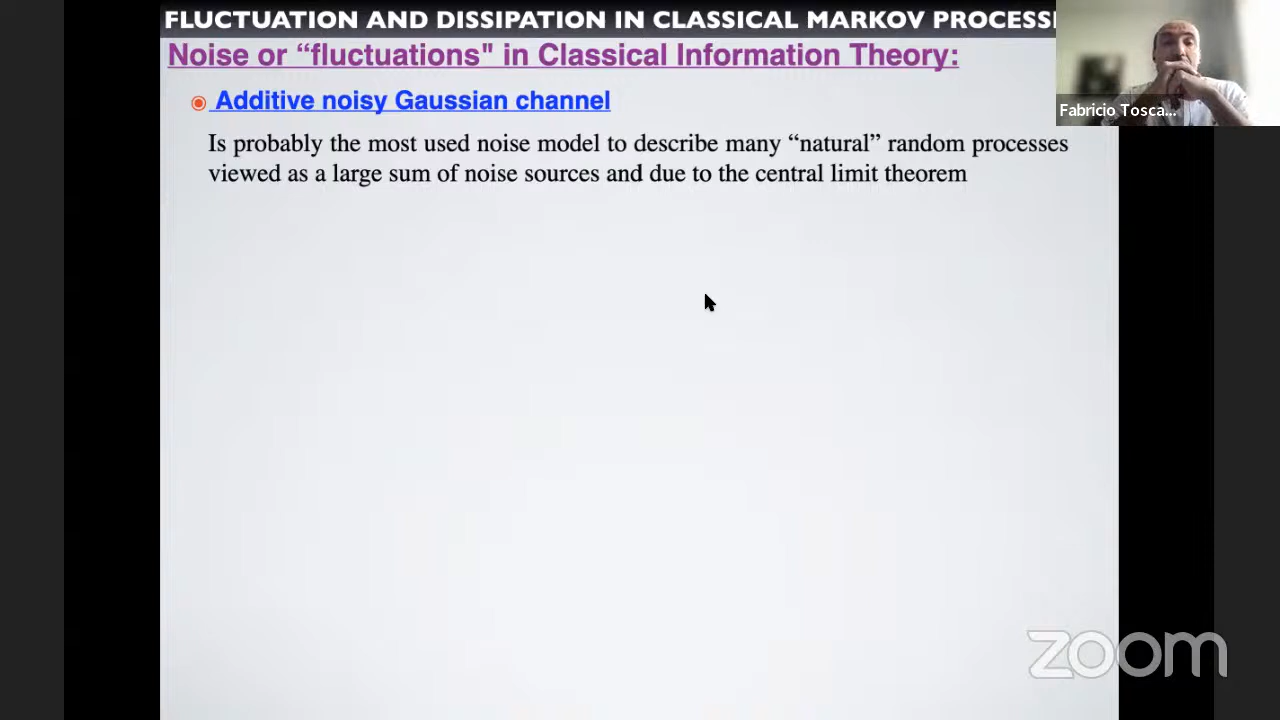 FLUCTUATION AND DISSIPATION IN CLASSICAL MARKOV PROCESS
Noise or “fluctuations" in Classical Information Theory:
Additive noisy Gaussian channel
Is probably the most used noise model to describe many “natural” random processes
viewed as a large sum of noise sources and due to the central limit theorem
Fabricio Tosca...
zoom